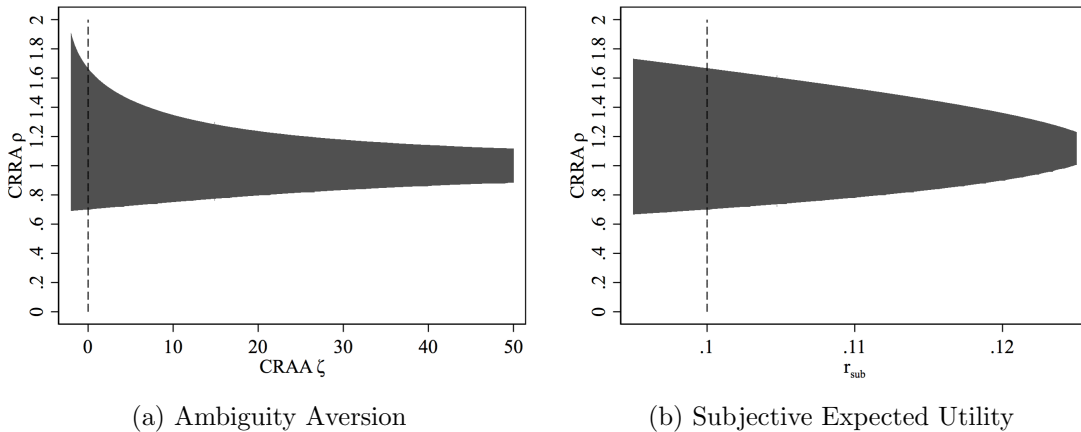 CRRA ρ
2
1.8
1.6
1.4
1.2
1
.8
.6
.4
.2
0
0 10 20 30 40 50
CRAA ζ
(a) Ambiguity Aversion
CRRA ρ
2
1.8
1.6
1.4
1.2
1
.8
.6
.4
.2
0
.1 .11 .12
r_sub
(b) Subjective Expected Utility